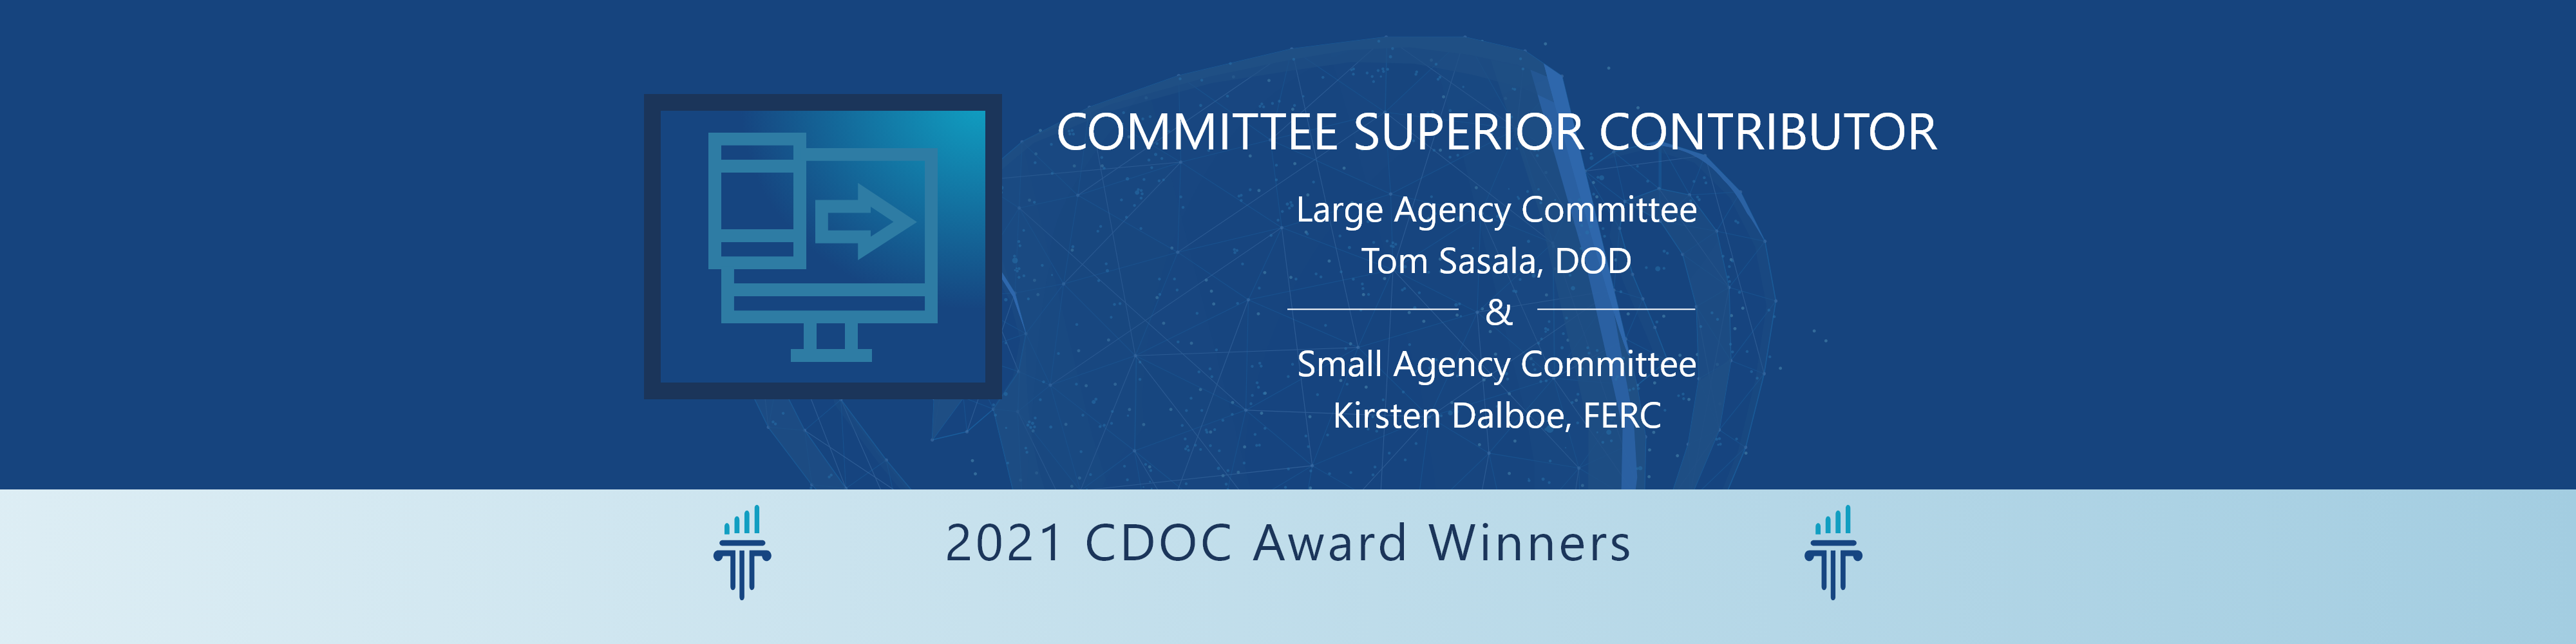 COMMITTEE SUPERIOR CONTRIBUTOR
Large Agency Committee
Tom Sasala, DOD
&
Small Agency Committee
Kirsten Dalboe, FERC
2021 CDOC Award Winners